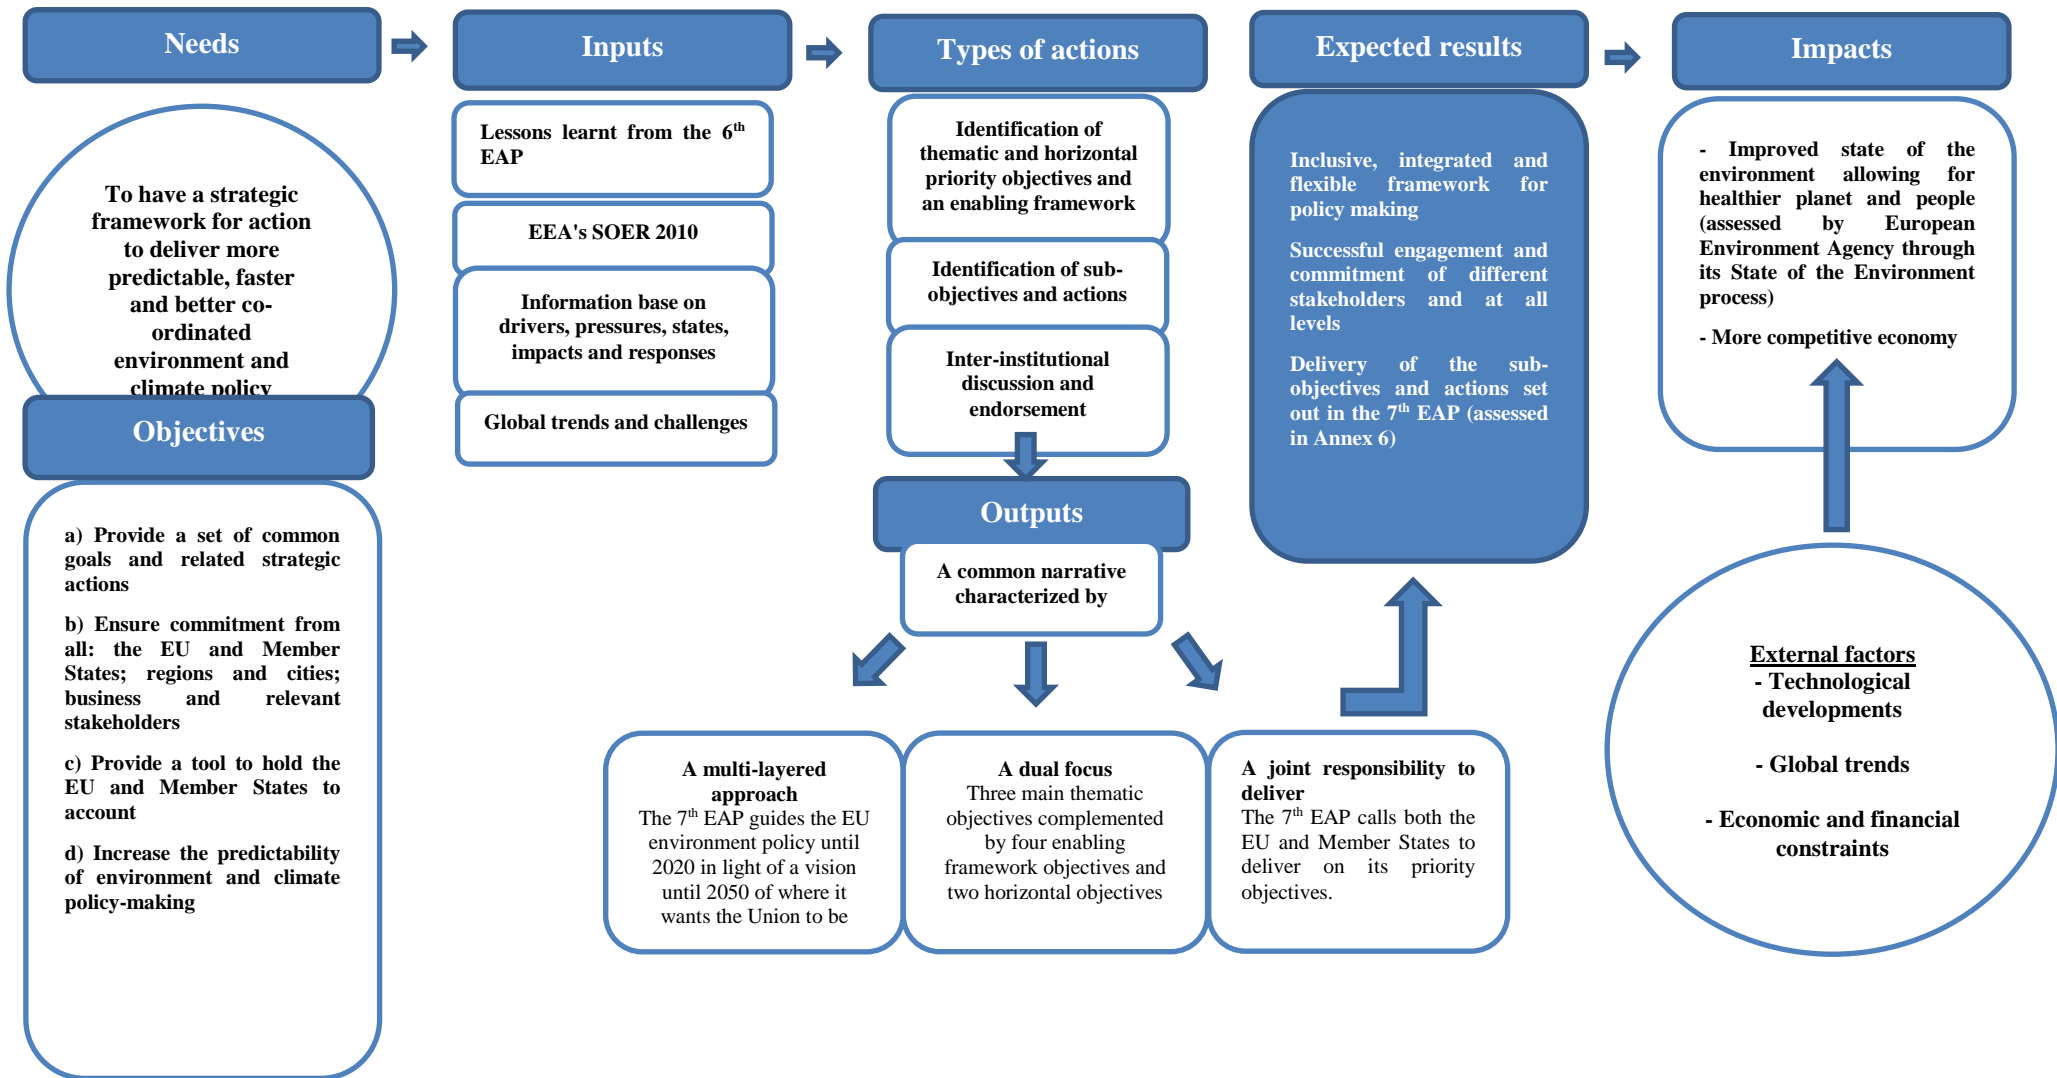 Needs
To have a strategic
framework for action
to deliver more
predictable, faster
and better co-
ordinated
environment and
climate policy
Objectives
a) Provide a set of common
goals and related strategic
actions
b) Ensure commitment from
all: the EU and Member
States; regions and cities;
business and relevant
stakeholders
c) Provide a tool to hold the
EU and Member States to
account
d) Increase the predictability
of environment and climate
policy-making
Inputs
Lessons learnt from the 6th
EAP
EEA's SOER 2010
Information base on
drivers, pressures, states,
impacts and responses
Global trends and challenges
Types of actions
Identification of
thematic and horizontal
priority objectives and
an enabling framework
Identification of sub-
objectives and actions
Inter-institutional
discussion and
endorsement
Outputs
A common narrative
characterized by
A multi-layered
approach
The 7th EAP guides the EU
environment policy until
2020 in light of a vision
until 2050 of where it
wants the Union to be
A dual focus
Three main thematic
objectives complemented
by four enabling
framework objectives and
two horizontal objectives
A joint responsibility to
deliver
The 7th EAP calls both the
EU and Member States to
deliver on its priority
objectives.
Expected results
Inclusive, integrated and
flexible framework for
policy making
Successful engagement and
commitment of different
stakeholders and at all
levels
Delivery of the sub-
objectives and actions set
out in the 7th EAP (assessed
in Annex 6)
Impacts
- Improved state of the
environment allowing for
healthier planet and people
(assessed by European
Environment Agency through
its State of the Environment
process)
- More competitive economy
External factors
- Technological
developments
- Global trends
- Economic and financial
constraints